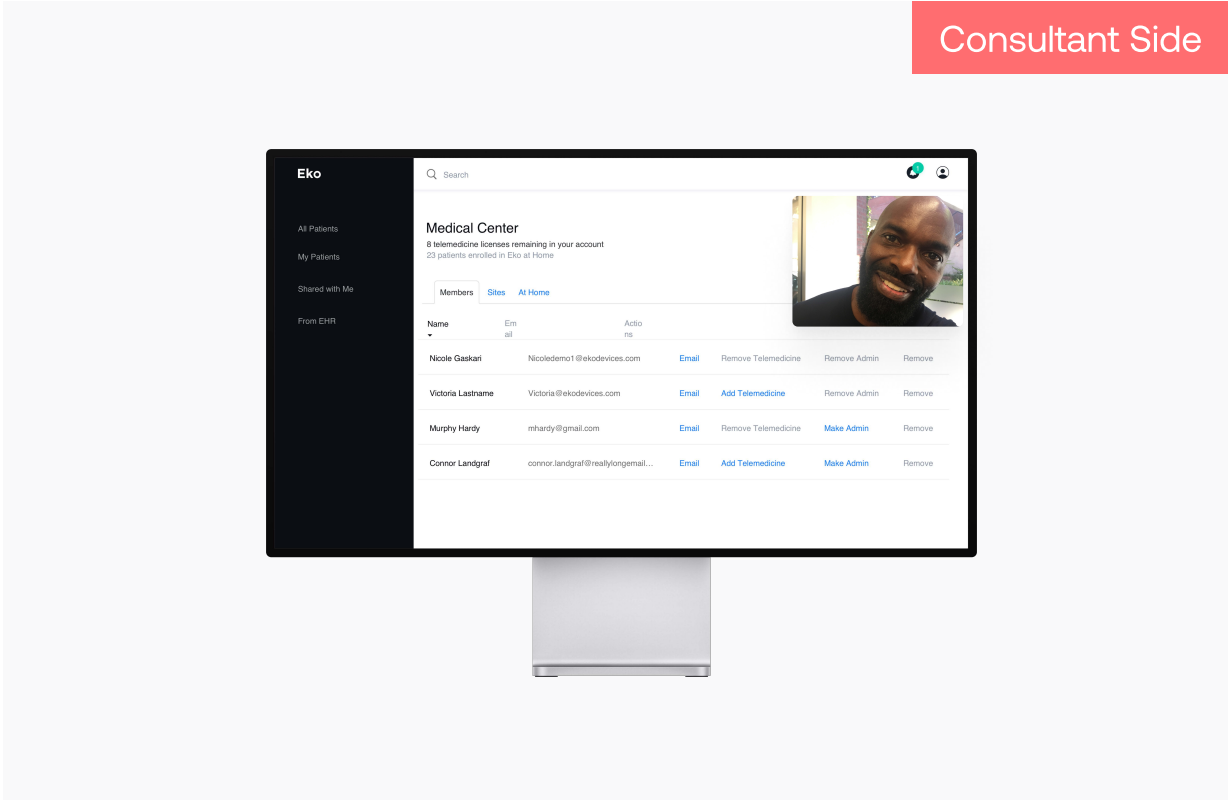 Consultant Side
Eko
Search
1
All Patients
My Patients
Shared with Me
From EHR
Medical Center
8 telemedicine licenses remaining in your account
23 patients enrolled in Eko at Home
Members Sites At Home
Name Em Actio
ail ns
Nicole Gaskari Nicoledemo1@ekodevices.com Email Remove Telemedicine Remove Admin Remove
Victoria Lastname Victoria@ekodevices.com Email Add Telemedicine Remove Admin Remove
Murphy Hardy mhardy@gmail.com Email Remove Telemedicine Make Admin Remove
Connor Landgraf connor.landgraf@reallylongemail... Email Add Telemedicine Make Admin Remove